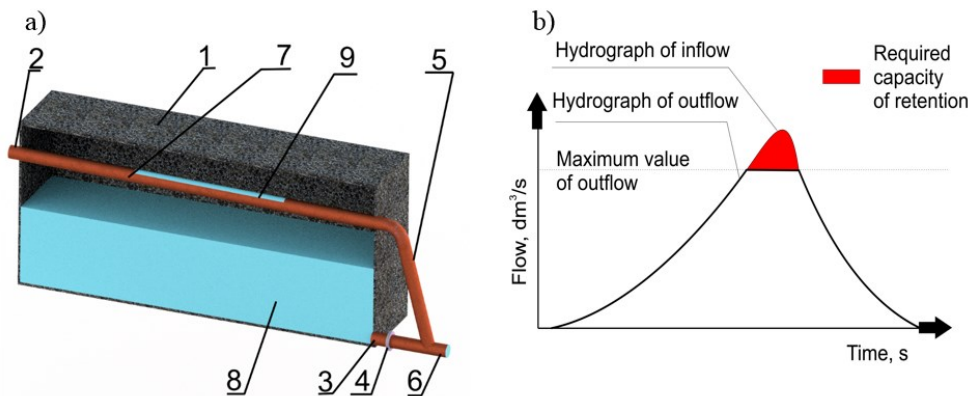 a)
2
1
7
9
5
8
3
4
6
b)
Hydrograph of inflow
Hydrograph of outflow
Maximum value
of outflow
Required
capacity
of retention
Flow, dm³/s
Time, s